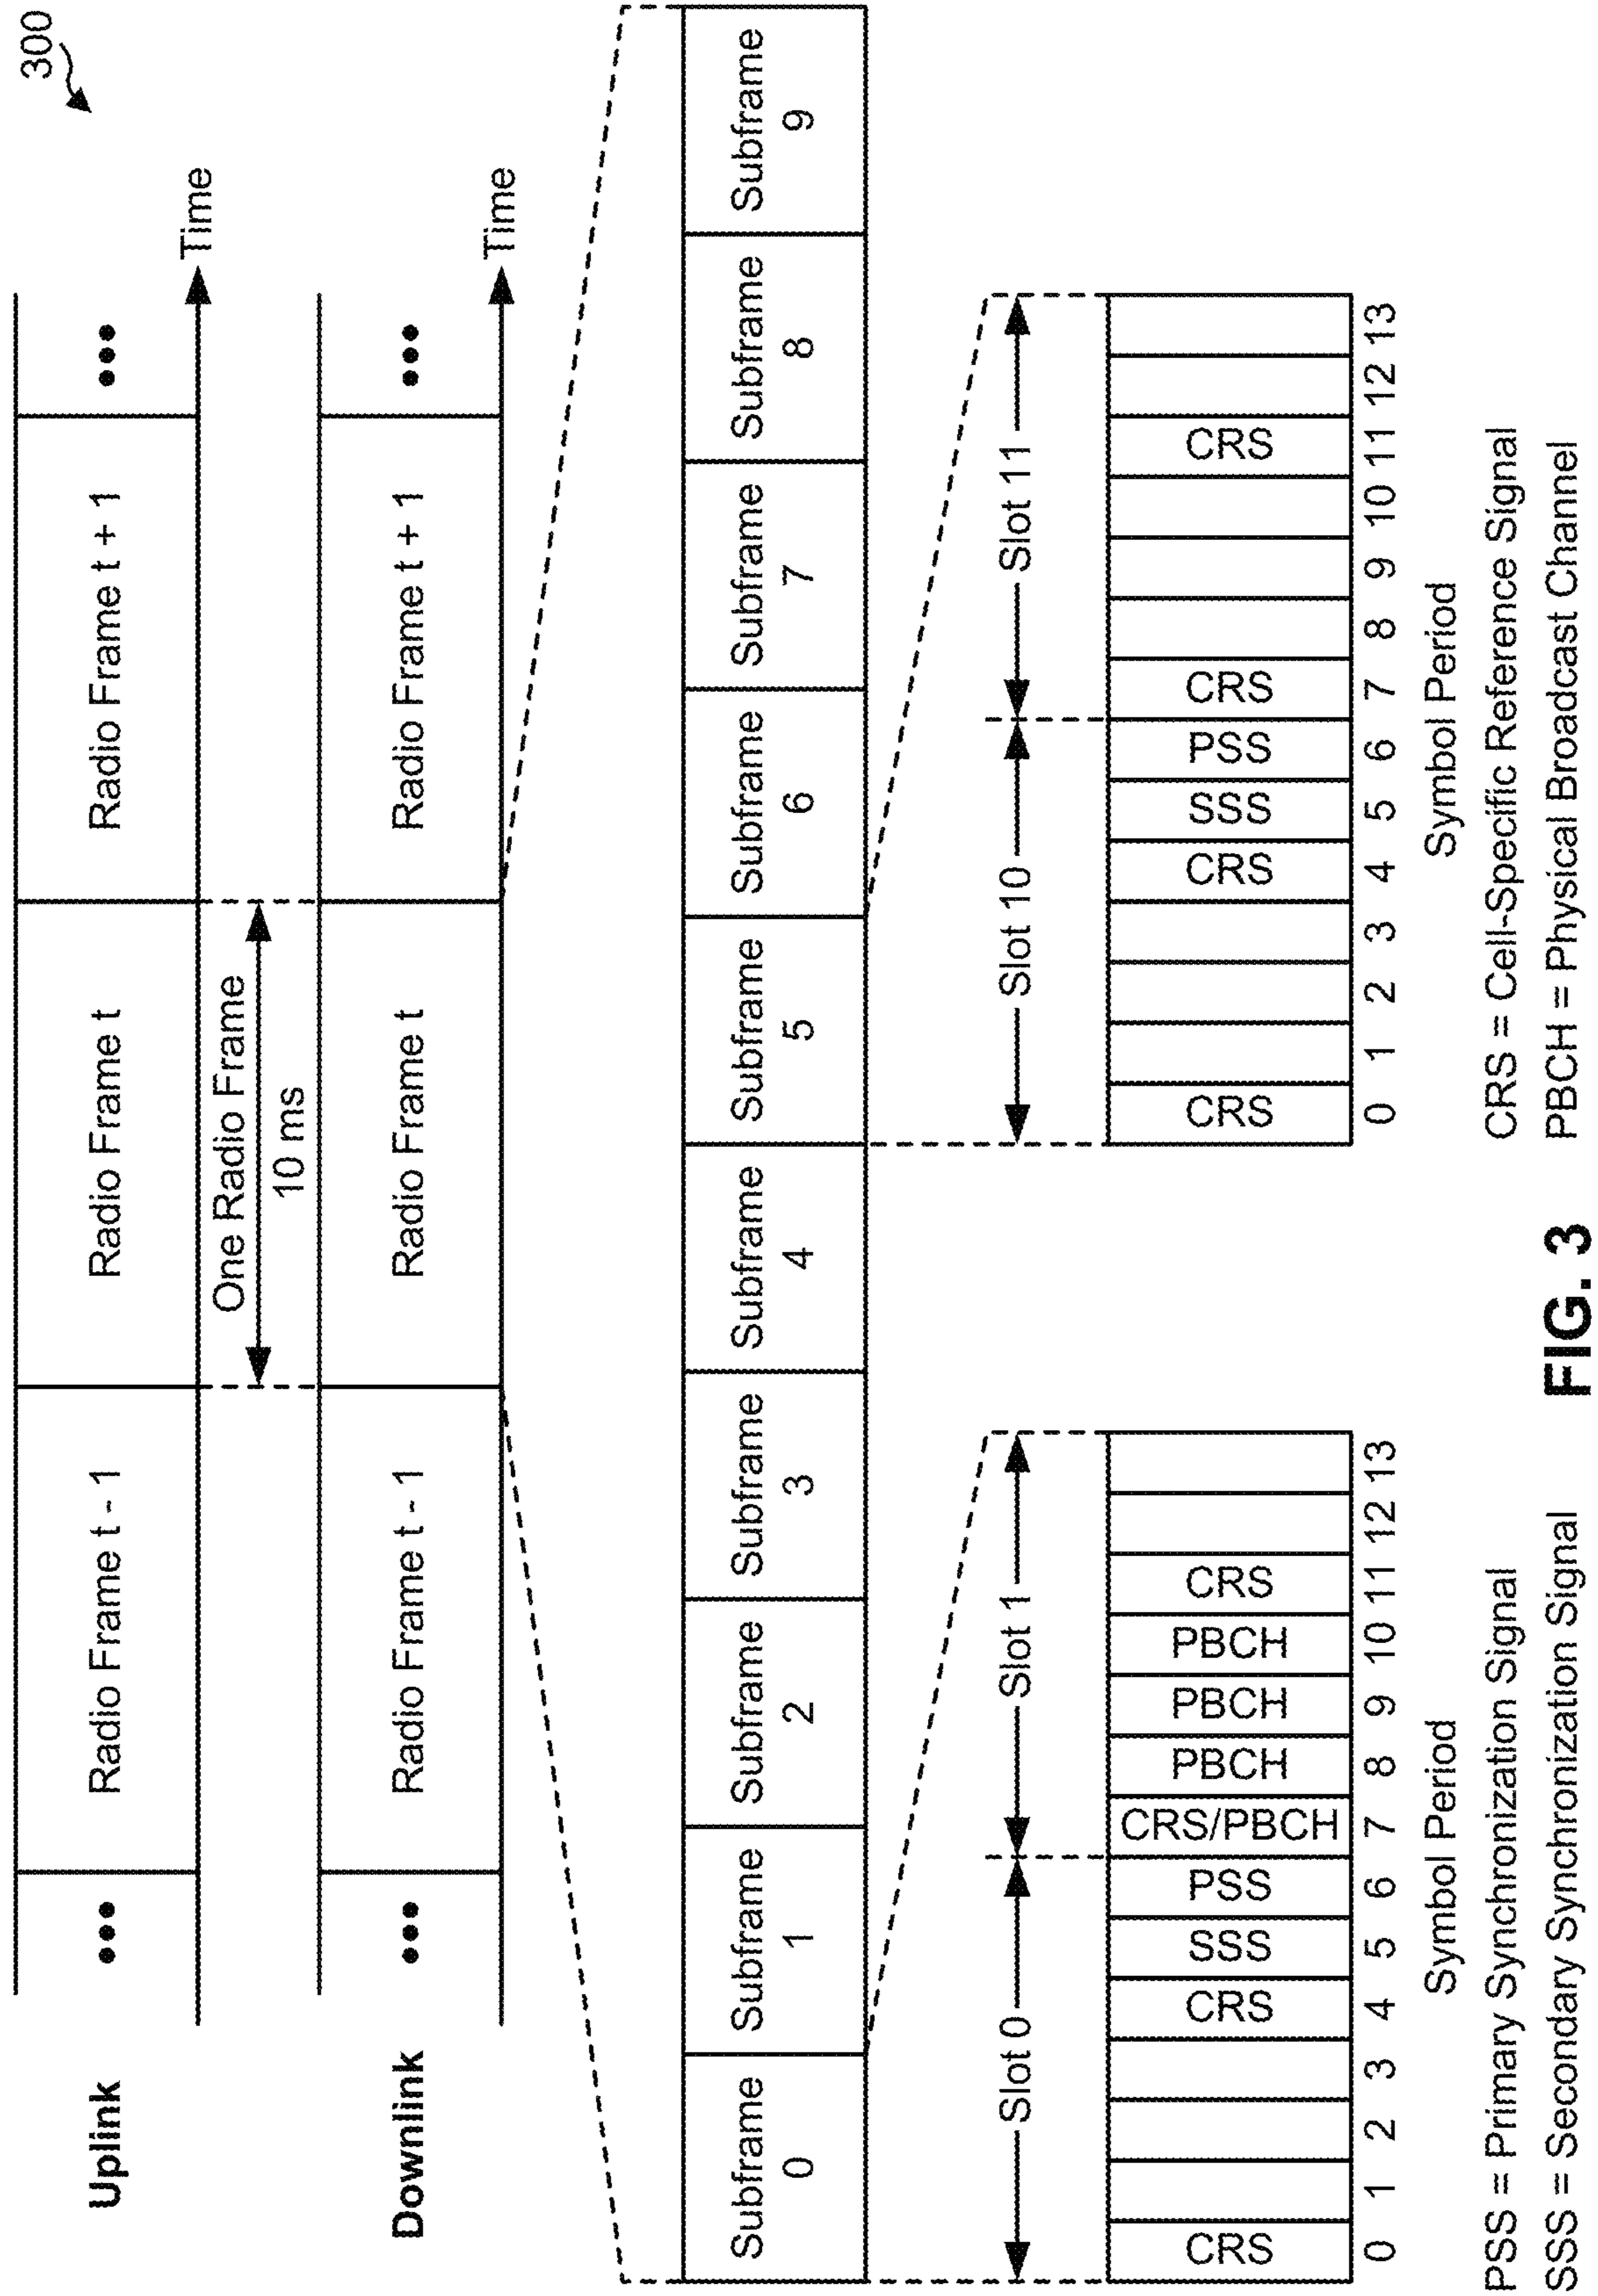 300
Uplink
•••
Radio Frame t - 1
Radio Frame t
Radio Frame t + 1
•••
Time
One Radio Frame
10 ms
Downlink
•••
Radio Frame t - 1
Radio Frame t
Radio Frame t + 1
•••
Time
Subframe
0
Subframe
1
Subframe
2
Subframe
3
Subframe
4
Subframe
5
Subframe
6
Subframe
7
Subframe
8
Subframe
9
Slot 0
Slot 1
CRS
CRS
SSS
PSS
CRS/PBCH
PBCH
PBCH
PBCH
CRS
0 1 2 3 4 5 6 7 8 9 10 11 12 13
Symbol Period
Slot 10
Slot 11
CRS
CRS
SSS
PSS
CRS
CRS
0 1 2 3 4 5 6 7 8 9 10 11 12 13
Symbol Period
PSS = Primary Synchronization Signal
SSS = Secondary Synchronization Signal
CRS = Cell-Specific Reference Signal
PBCH = Physical Broadcast Channel
FIG. 3